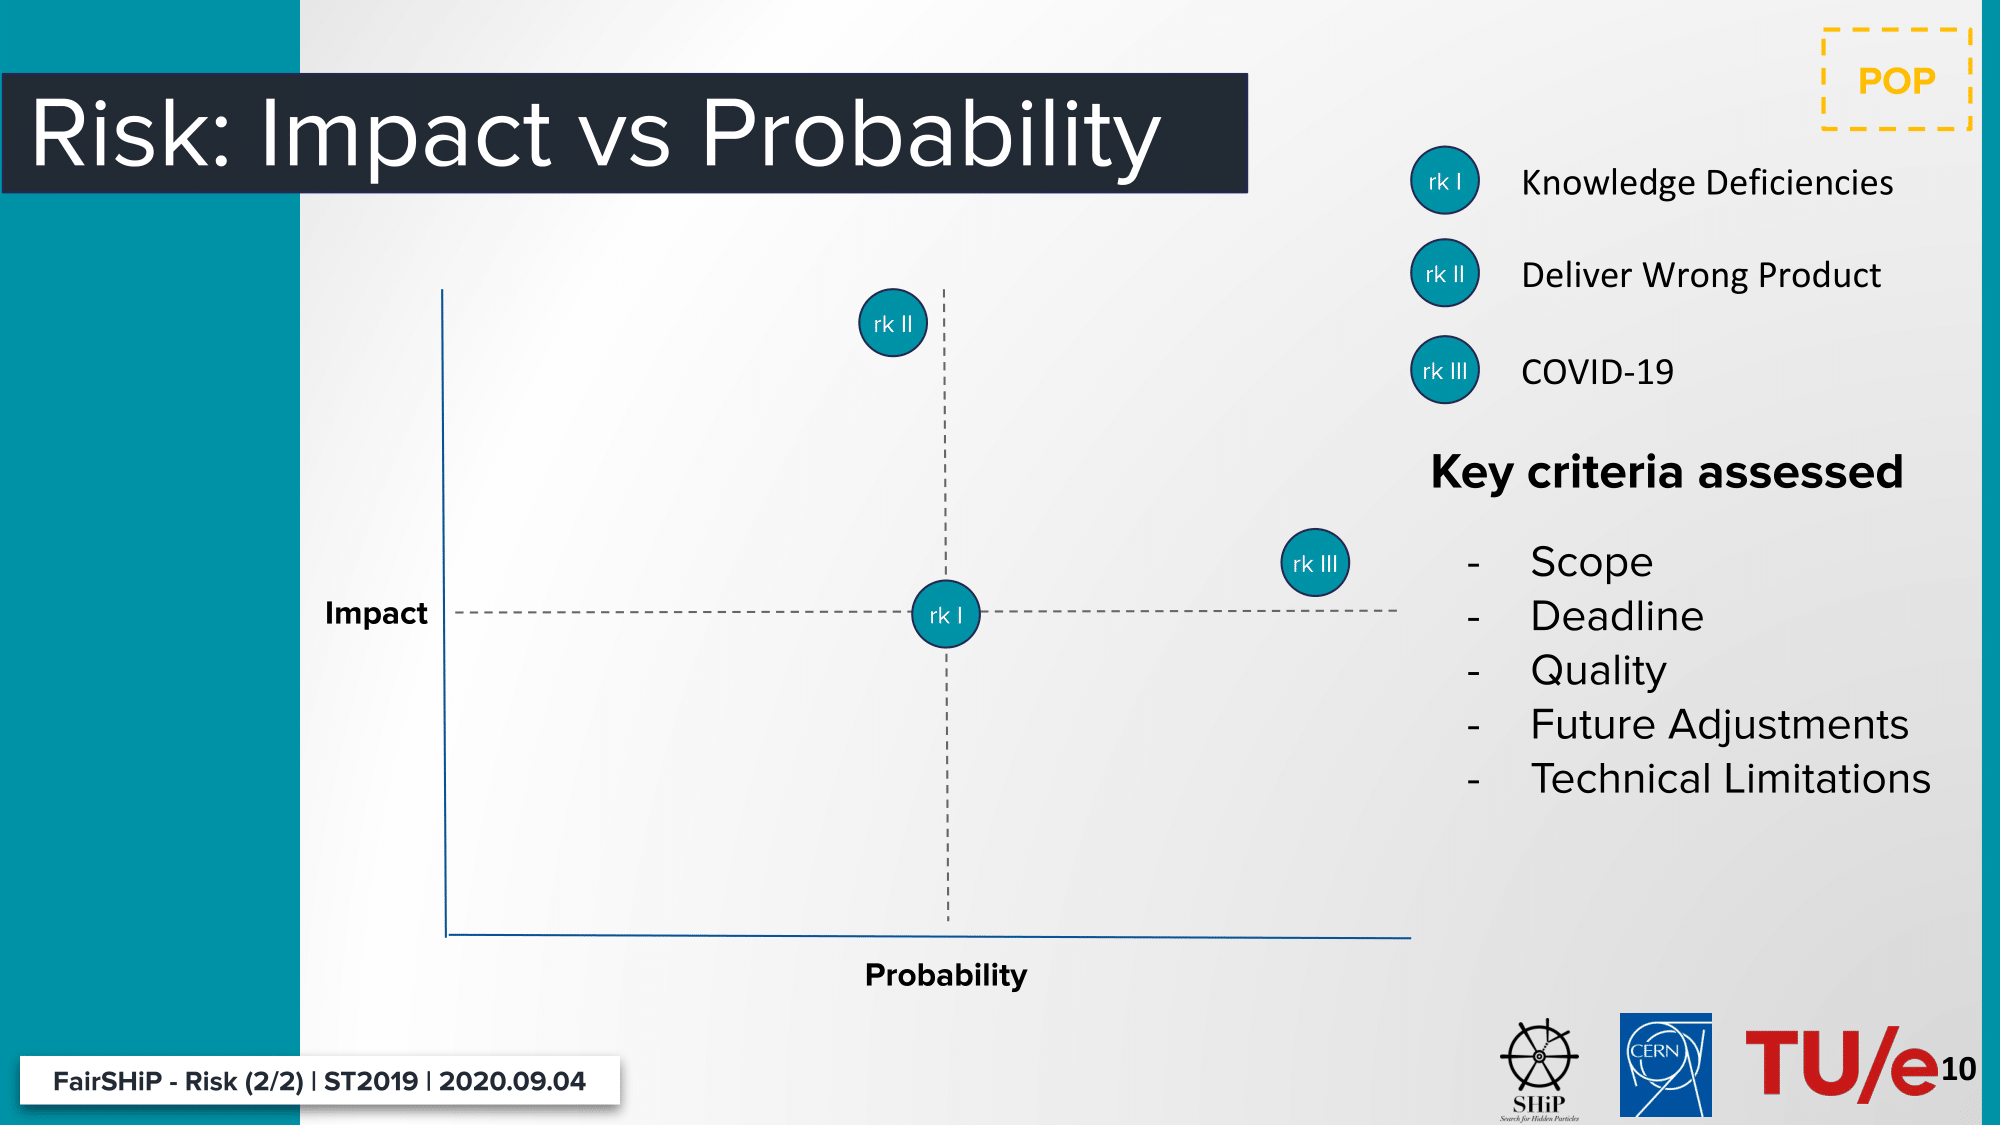 POP
Risk: Impact vs Probability
rk I Knowledge Deficiencies
rk II Deliver Wrong Product
rk III COVID-19
rk II
Key criteria assessed
rk III
rk I
Impact
- Scope
- Deadline
- Quality
- Future Adjustments
- Technical Limitations
Probability
FairSHiP - Risk (2/2) | ST2019 | 2020.09.04
SHiP
Search for Hidden Particles
CERN
TU/e
10